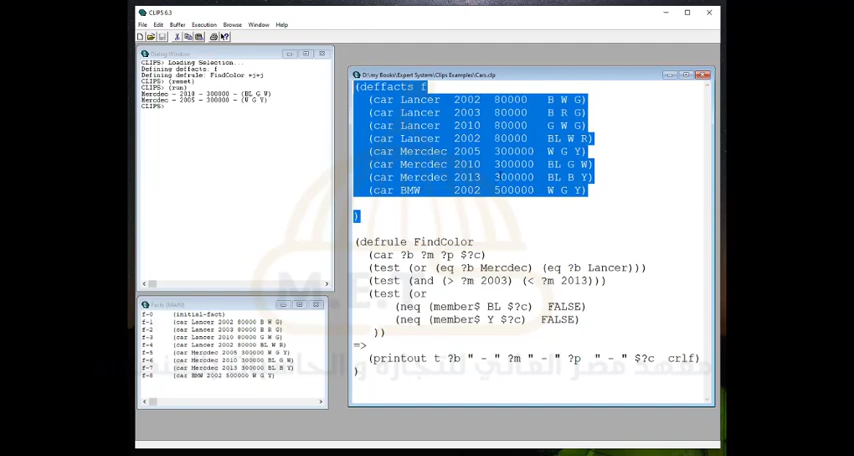 CLIPS 6.3
File Edit Buffer Execution Browse Window Help
Dialog Window
CLIPS> Loading Selection...
Defining deffacts: f
Defining defrule: FindColor +j+j
CLIPS> (reset)
CLIPS> (run)
Mercdec - 2010 - 300000 - (BL G W)
Mercdec - 2005 - 300000 - (W G Y)
CLIPS>
Facts (MAIN)
f-0 (initial-fact)
f-1 (car Lancer 2002 80000 B W G)
f-2 (car Lancer 2003 80000 B R G)
f-3 (car Lancer 2010 80000 G W G)
f-4 (car Lancer 2002 80000 BL W R)
f-5 (car Mercdec 2005 300000 W G Y)
f-6 (car Mercdec 2010 300000 BL G W)
f-7 (car Mercdec 2013 300000 BL B Y)
f-8 (car BMW 2002 500000 W G Y)
D:\my Books\Expert System\Clips Examples\Cars.clp
(deffacts f
(car Lancer 2002 80000 B W G)
(car Lancer 2003 80000 B R G)
(car Lancer 2010 80000 G W G)
(car Lancer 2002 80000 BL W R)
(car Mercdec 2005 300000 W G Y)
(car Mercdec 2010 300000 BL G W)
(car Mercdec 2013 300000 BL B Y)
(car BMW 2002 500000 W G Y)
)
(defrule FindColor
(car ?b ?m ?p $?c)
(test (or (eq ?b Mercdec) (eq ?b Lancer)))
(test (and (> ?m 2003) (< ?m 2013)))
(test (or
(neq (member$ BL $?c) FALSE)
(neq (member$ Y $?c) FALSE)
))
=>
(printout t ?b " - " ?m " - " ?p " - " $?c crlf)
)